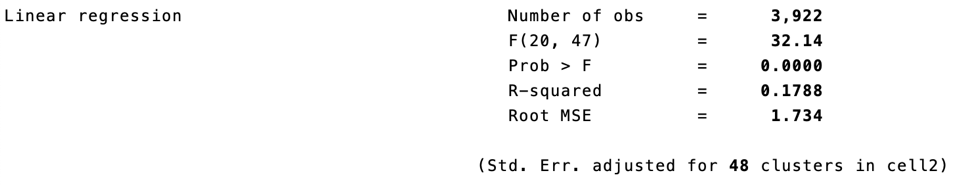 Linear regression Number of obs = 3,922
F(20, 47) = 32.14
Prob > F = 0.0000
R-squared = 0.1788
Root MSE = 1.734
(Std. Err. adjusted for 48 clusters in cell2)